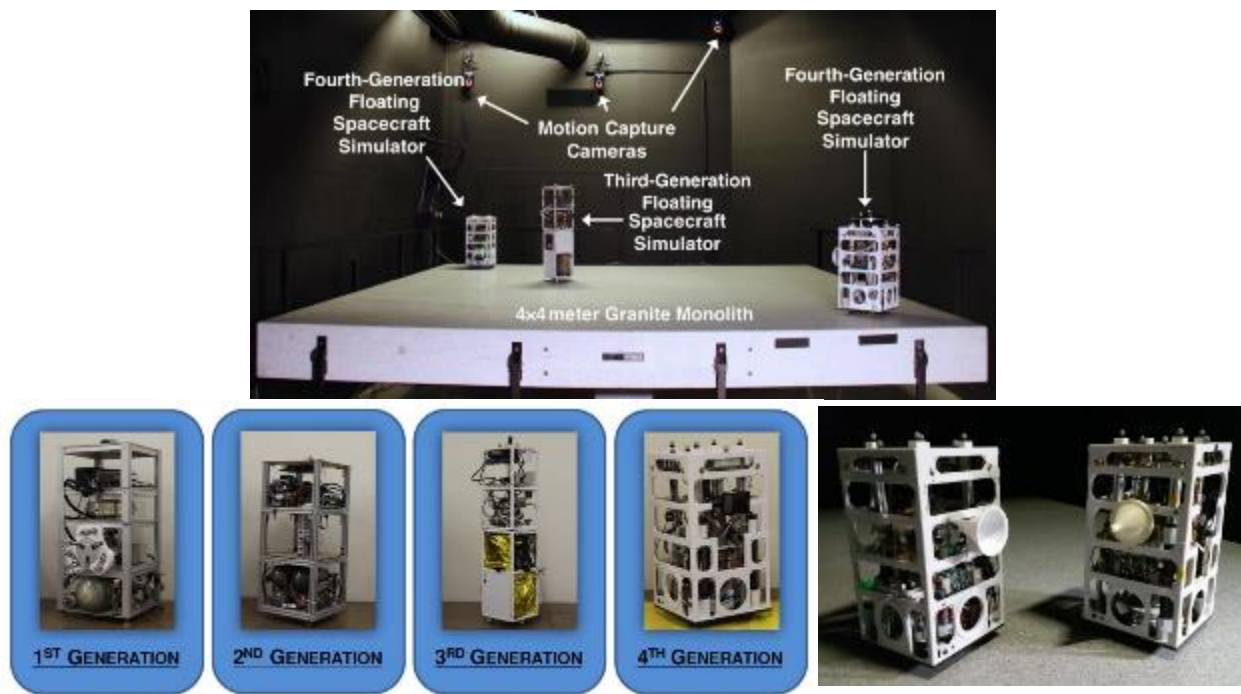 Fourth-Generation
Floating
Spacecraft
Simulator
Motion Capture
Cameras
Fourth-Generation
Floating
Spacecraft
Simulator
Third-Generation
Floating
Spacecraft
Simulator
4×4 meter Granite Monolith
1ST GENERATION
2ND GENERATION
3RD GENERATION
4TH GENERATION